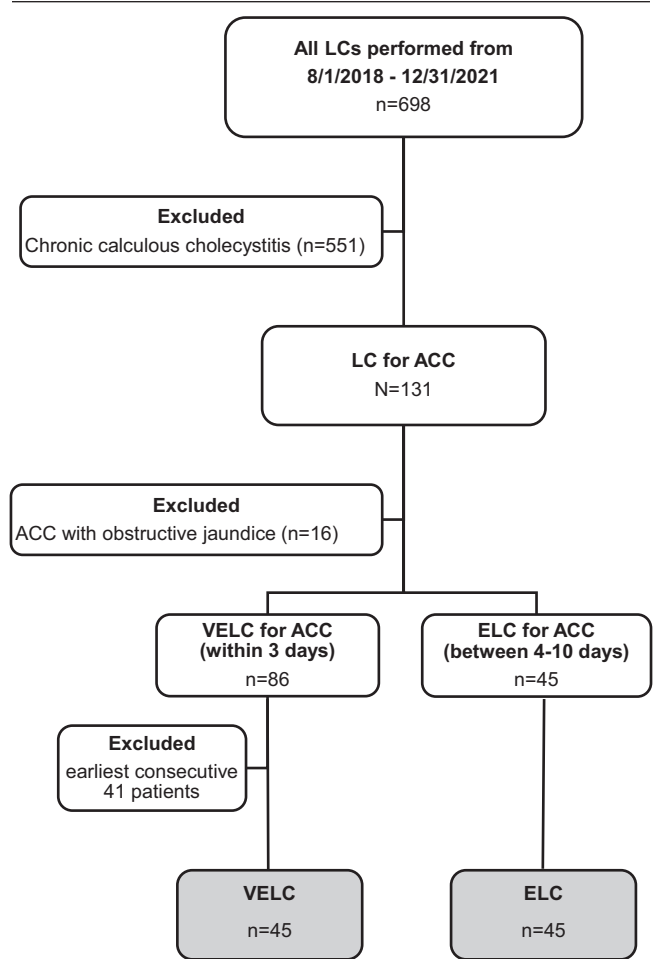 All LCs performed from
8/1/2018 - 12/31/2021
n=698
Excluded
Chronic calculous cholecystitis (n=551)
LC for ACC
N=131
Excluded
ACC with obstructive jaundice (n=16)
VELC for ACC
(within 3 days)
n=86
ELC for ACC
(between 4-10 days)
n=45
Excluded
earliest consecutive
41 patients
VELC
n=45
ELC
n=45